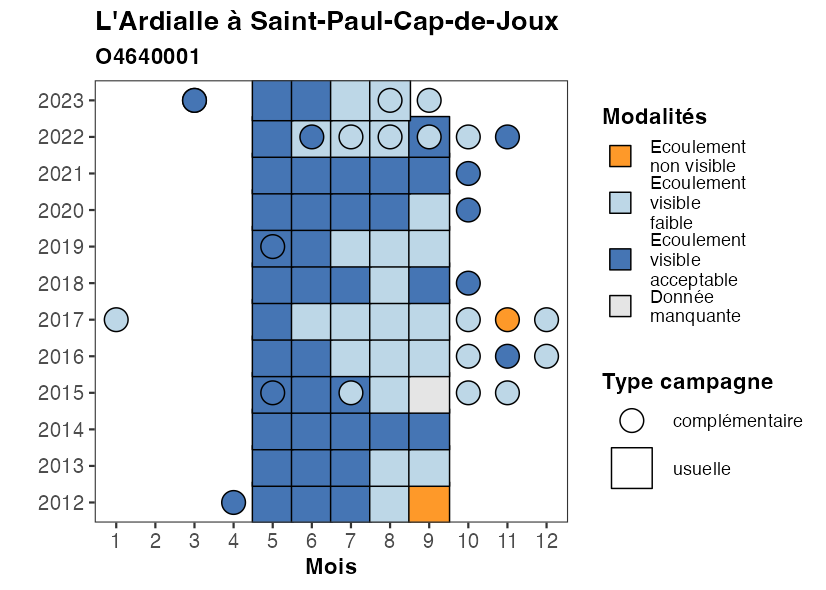 L'Ardialle à Saint-Paul-Cap-de-Joux
O4640001
2023
2022
2021
2020
2019
2018
2017
2016
2015
2014
2013
2012
1 2 3 4 5 6 7 8 9 10 11 12
Mois
Modalités
Ecoulement
non visible
Ecoulement
visible
faible
Ecoulement
visible
acceptable
Donnée
manquante
Type campagne
complémentaire
usuelle